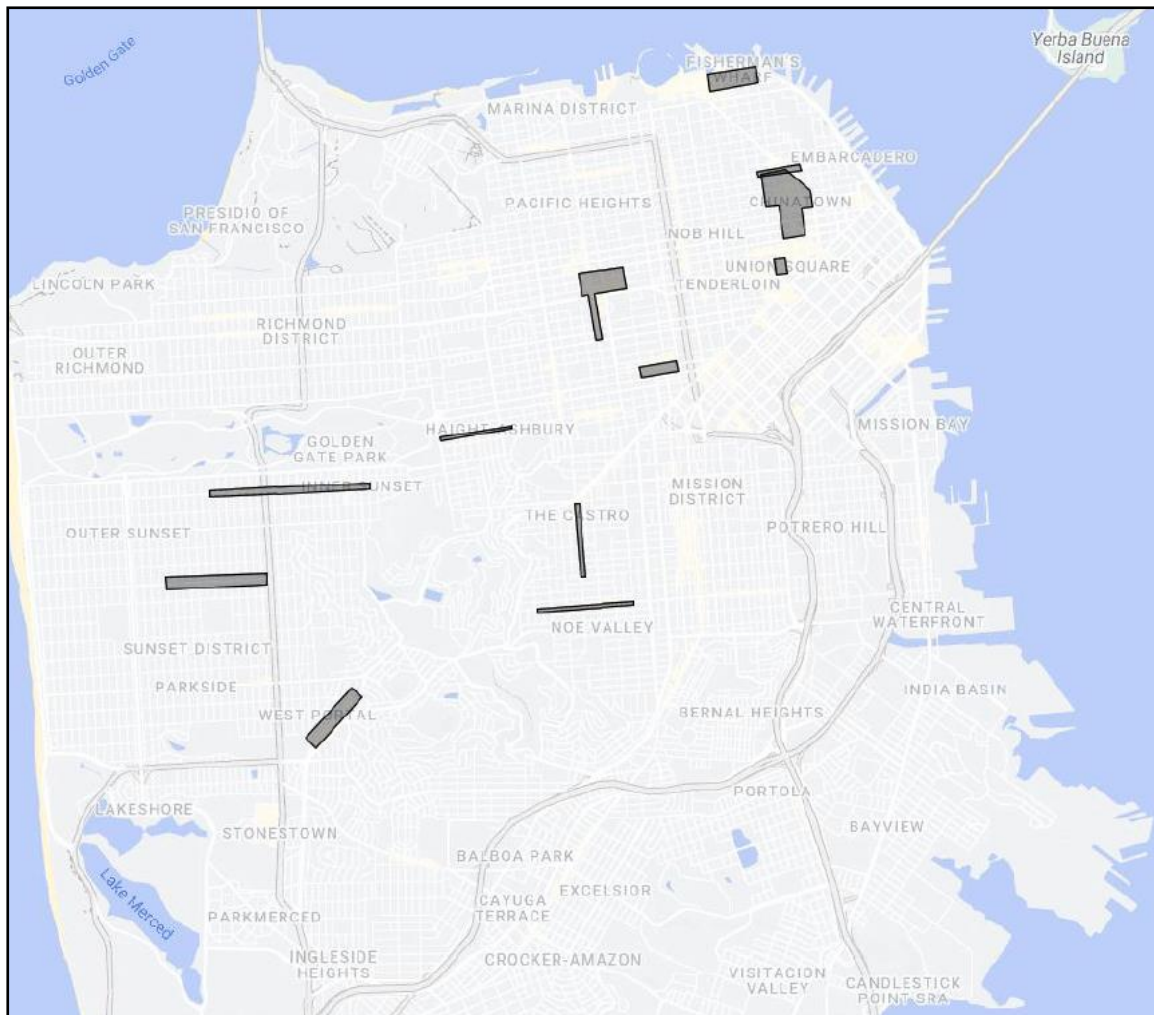 Golden Gate
Yerba Buena
Island
FISHERMAN'S
WHARF
MARINA DISTRICT
EMBARCADERO
PRESIDIO OF
SAN FRANCISCO
PACIFIC HEIGHTS
CHINATOWN
NOB HILL
UNION SQUARE
LINCOLN PARK
TENDERLOIN
RICHMOND
DISTRICT
OUTER
RICHMOND
HAIGHT-ASHBURY
MISSION BAY
GOLDEN
GATE PARK
INNER SUNSET
MISSION
DISTRICT
THE CASTRO
OUTER SUNSET
POTRERO HILL
CENTRAL
WATERFRONT
NOE VALLEY
SUNSET DISTRICT
PARKSIDE
INDIA BASIN
WEST PORTAL
BERNAL HEIGHTS
PORTOLA
LAKESHORE
BAYVIEW
STONESTOWN
BALBOA PARK
EXCELSIOR
Lake Merced
CAYUGA
TERRACE
PARKMERCED
INGLESIDE
HEIGHTS
CROCKER-AMAZON
VISITACION
VALLEY
CANDLESTICK
POINT SRA